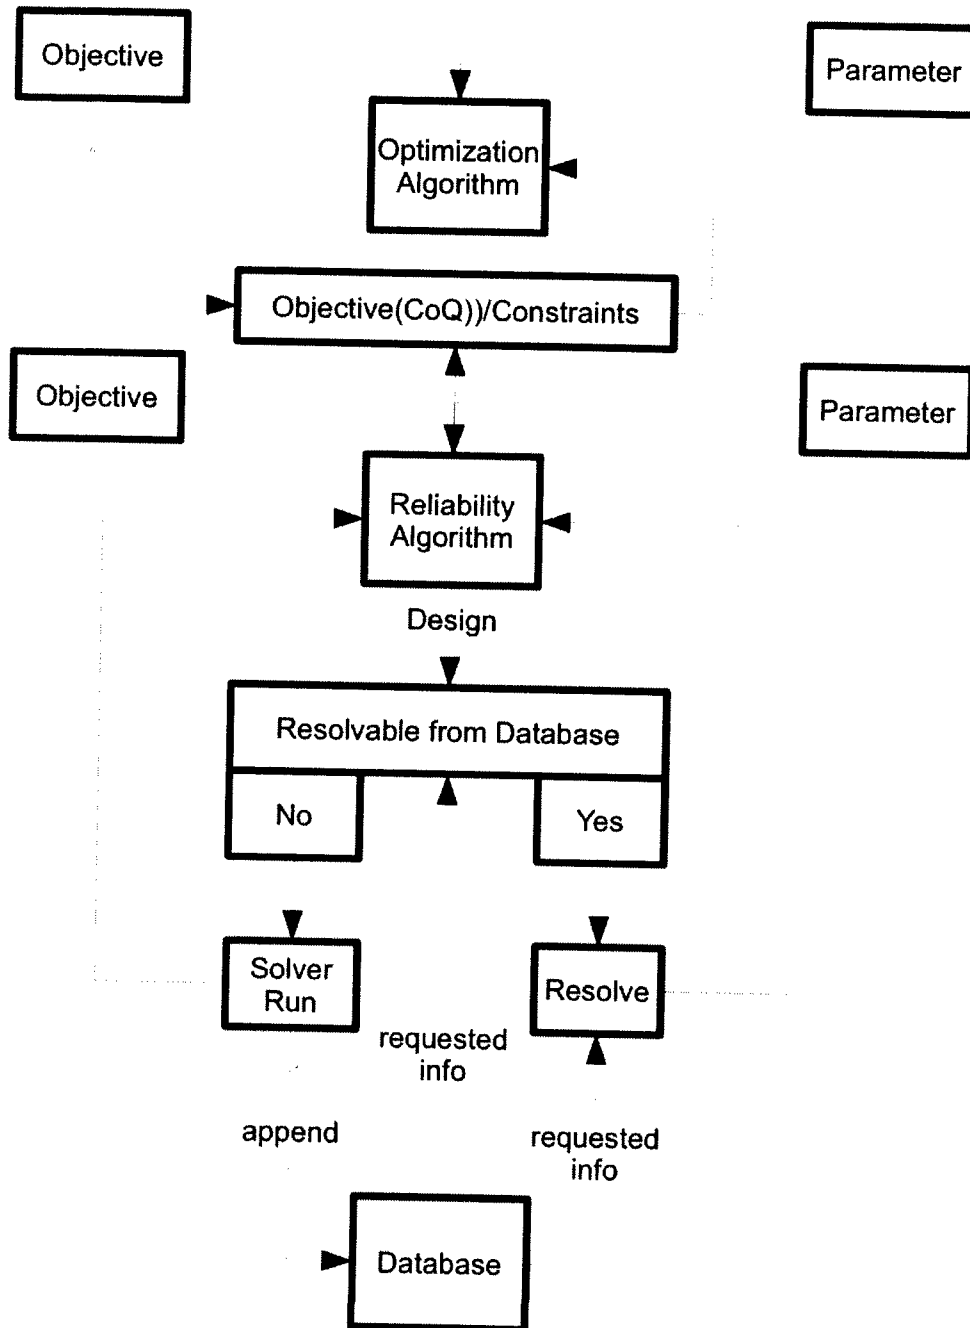 Objective
Parameter
Optimization
Algorithm
Objective(CoQ))/Constraints
Objective
Parameter
Reliability
Algorithm
Design
Resolvable from Database
No
Yes
Solver
Run
Resolve
requested
info
append
requested
info
Database